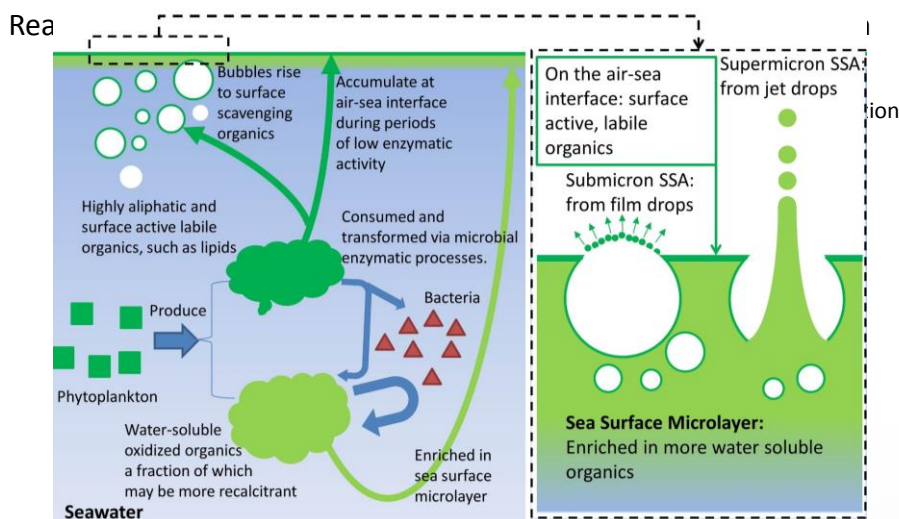 Bubbles rise
to surface
scavenging
organics
Accumulate at
air-sea interface
during periods
of low enzymatic
activity
Highly aliphatic and
surface active labile
organics, such as lipids
Consumed and
transformed via microbial
enzymatic processes.
Bacteria
Produce
Phytoplankton
Water-soluble
oxidized organics
a fraction of which
may be more recalcitrant
Enriched in
sea surface
microlayer
Seawater
On the air-sea
interface: surface
active, labile
organics
Supermicron SSA:
from jet drops
Submicron SSA:
from film drops
Sea Surface Microlayer:
Enriched in more water soluble
organics